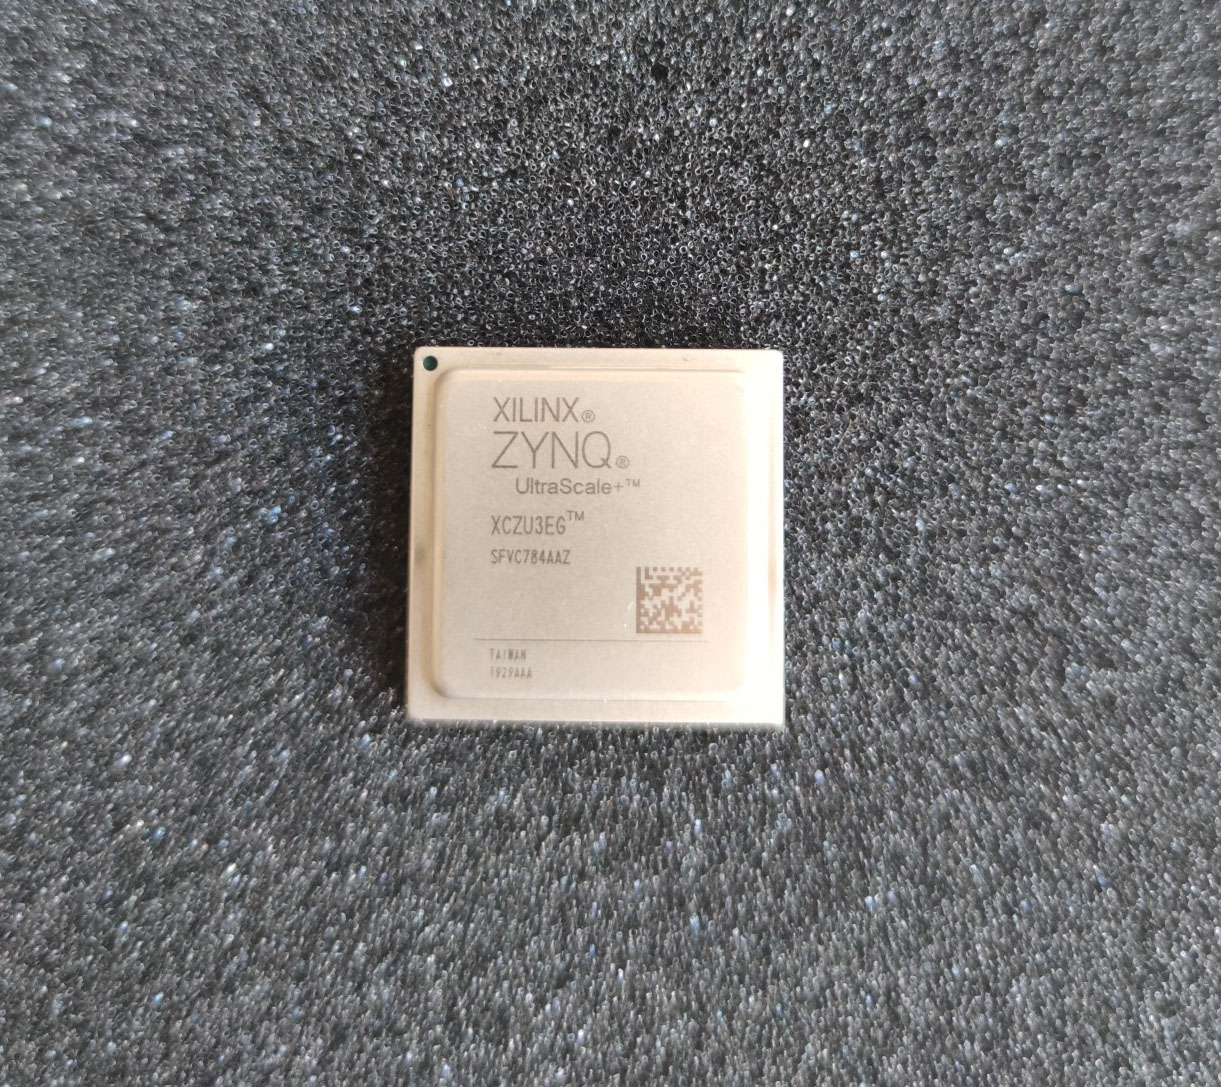 XILINX®
ZYNQ®
UltraScale+™
XCZU3EG™
SFVC784AAZ
TAIWAN
1929AAA